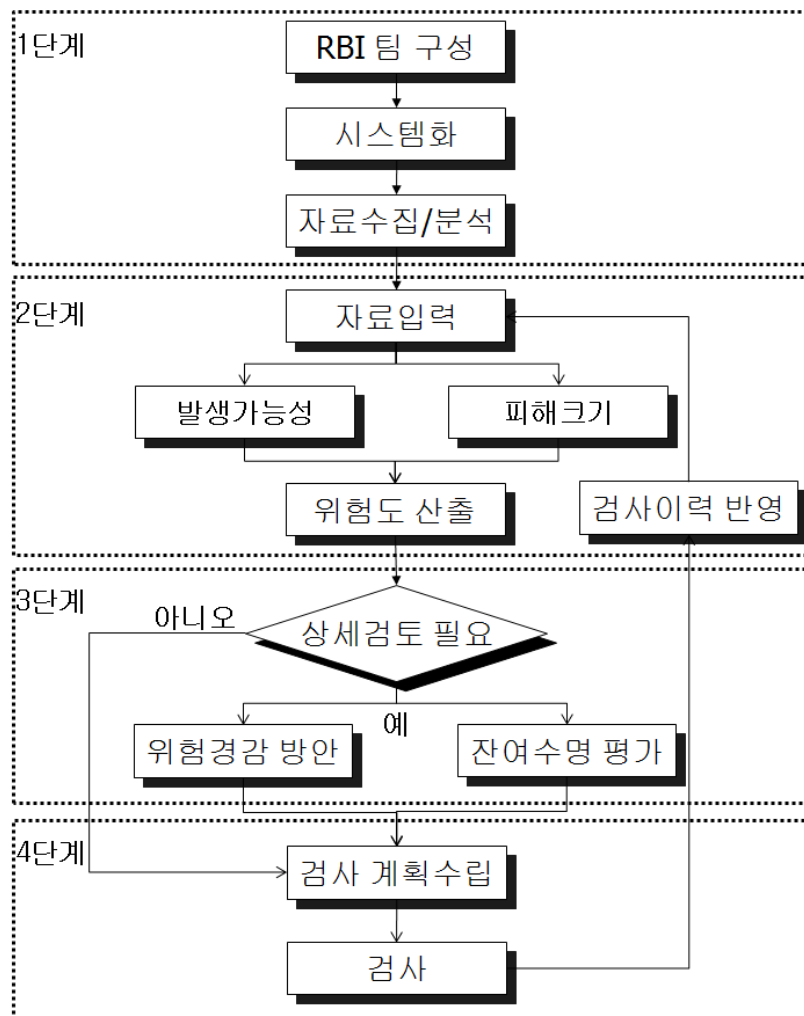 1단계
RBI 팀 구성
시스템화
자료수집/분석
2단계
자료입력
발생가능성
피해크기
위험도 산출
검사이력 반영
3단계
아니오
상세검토 필요
예
위험경감 방안
잔여수명 평가
4단계
검사 계획수립
검사